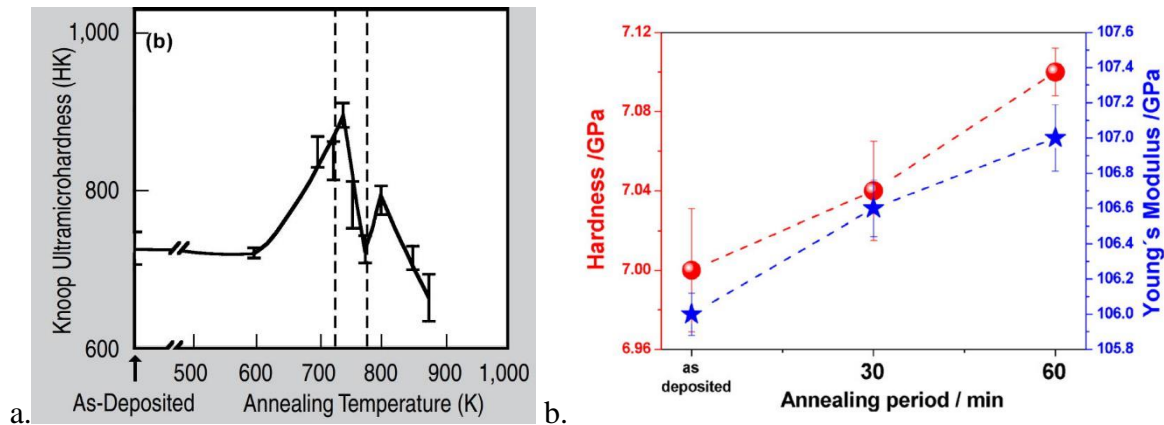 1,000
(b)
800
600
Knoop Ultramicrohardness (HK)
500 600 700 800 900 1,000
As-Deposited Annealing Temperature (K)
a.
7.12
7.08
7.04
7.00
6.96
Hardness /GPa
107.6
107.4
107.2
107.0
106.8
106.6
106.4
106.2
106.0
105.8
Young´s Modulus /GPa
as 30 60
deposited
Annealing period / min
b.